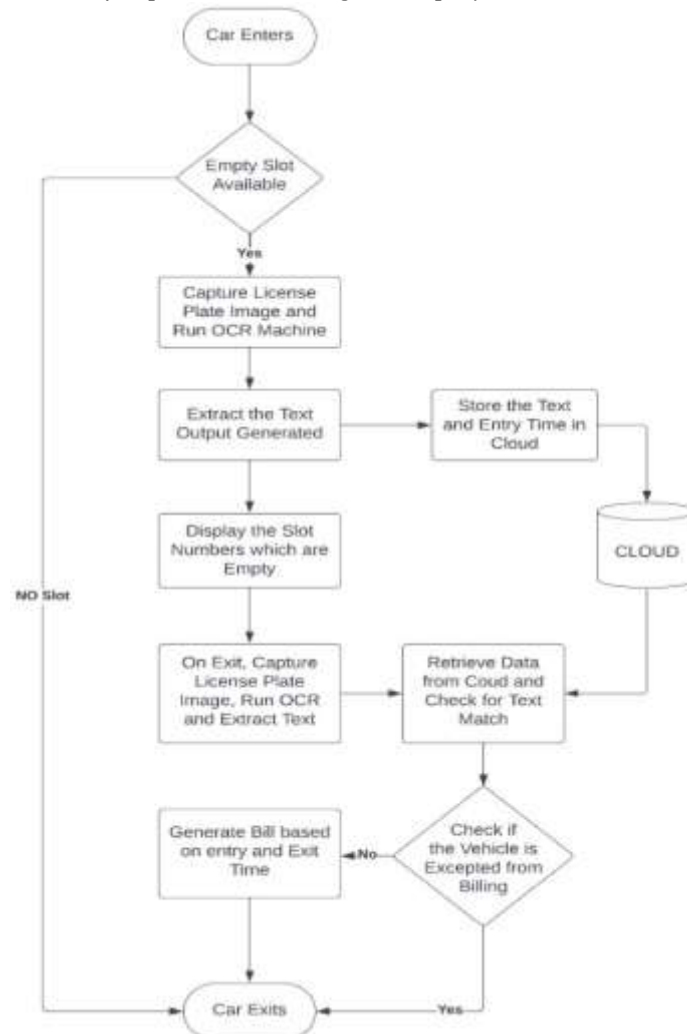 Car Enters
Empty Slot
Available
Yes
Capture License
Plate Image and
Run OCR Machine
Extract the Text
Output Generated
Store the Text
and Entry Time in
Cloud
Display the Slot
Numbers which are
Empty
CLOUD
NO Slot
On Exit, Capture
License Plate
Image, Run OCR
and Extract Text
Retrieve Data
from Coud and
Check for Text
Match
Generate Bill based
on entry and Exit
Time
No
Check if
the Vehicle is
Excepted from
Billing
Car Exits
Yes